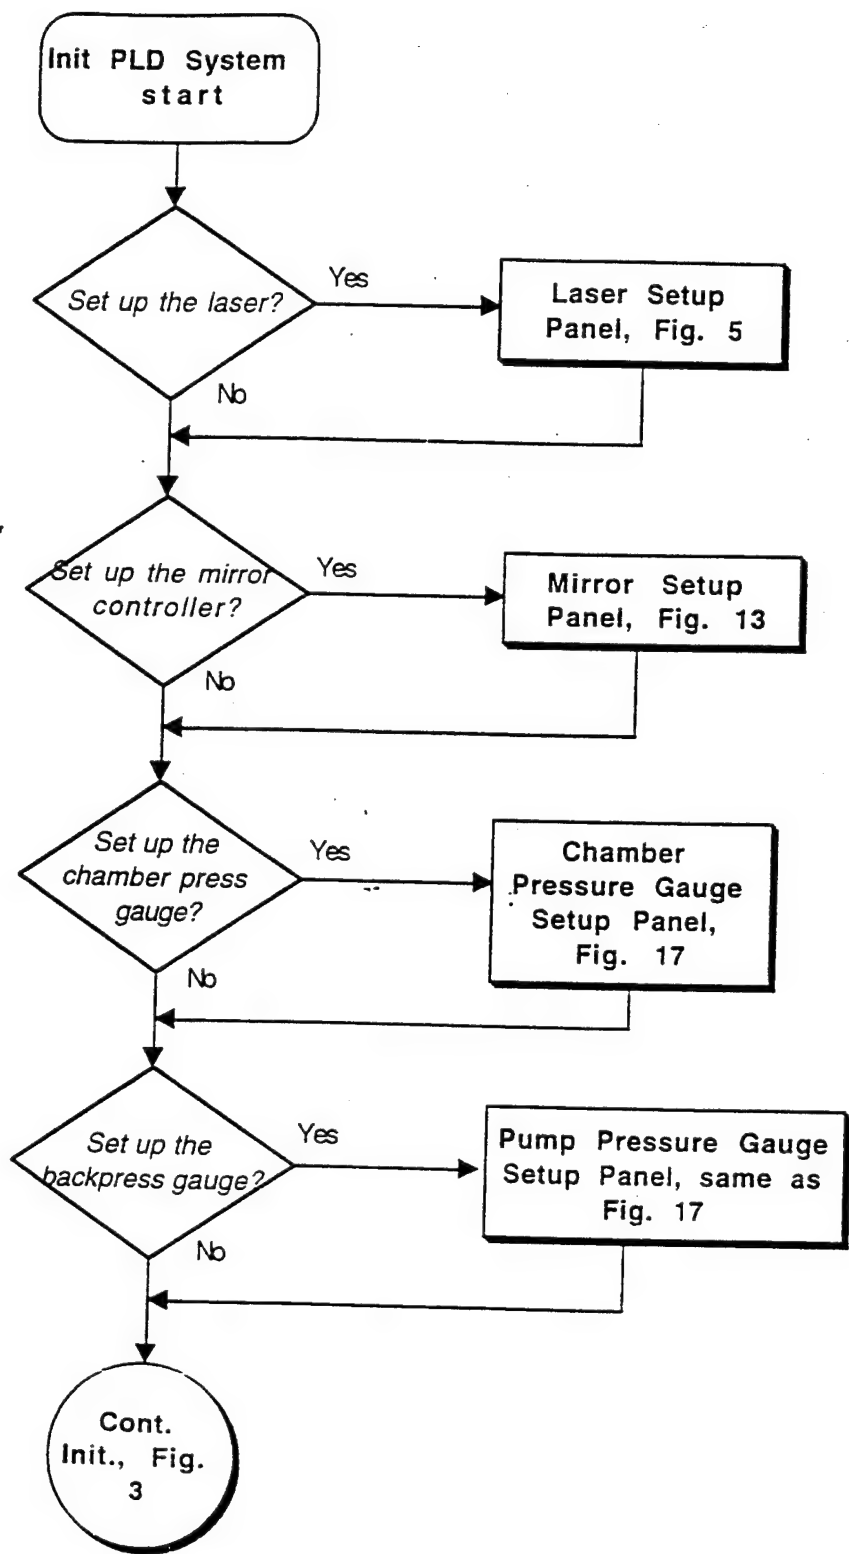 Init PLD System
start
Set up the laser?
Yes
Laser Setup
Panel, Fig. 5
No
Set up the mirror
controller?
Yes
Mirror Setup
Panel, Fig. 13
No
Set up the
chamber press
gauge?
Yes
Chamber
Pressure Gauge
Setup Panel,
Fig. 17
No
Set up the
backpress gauge?
Yes
Pump Pressure Gauge
Setup Panel, same as
Fig. 17
No
Cont.
Init., Fig.
3